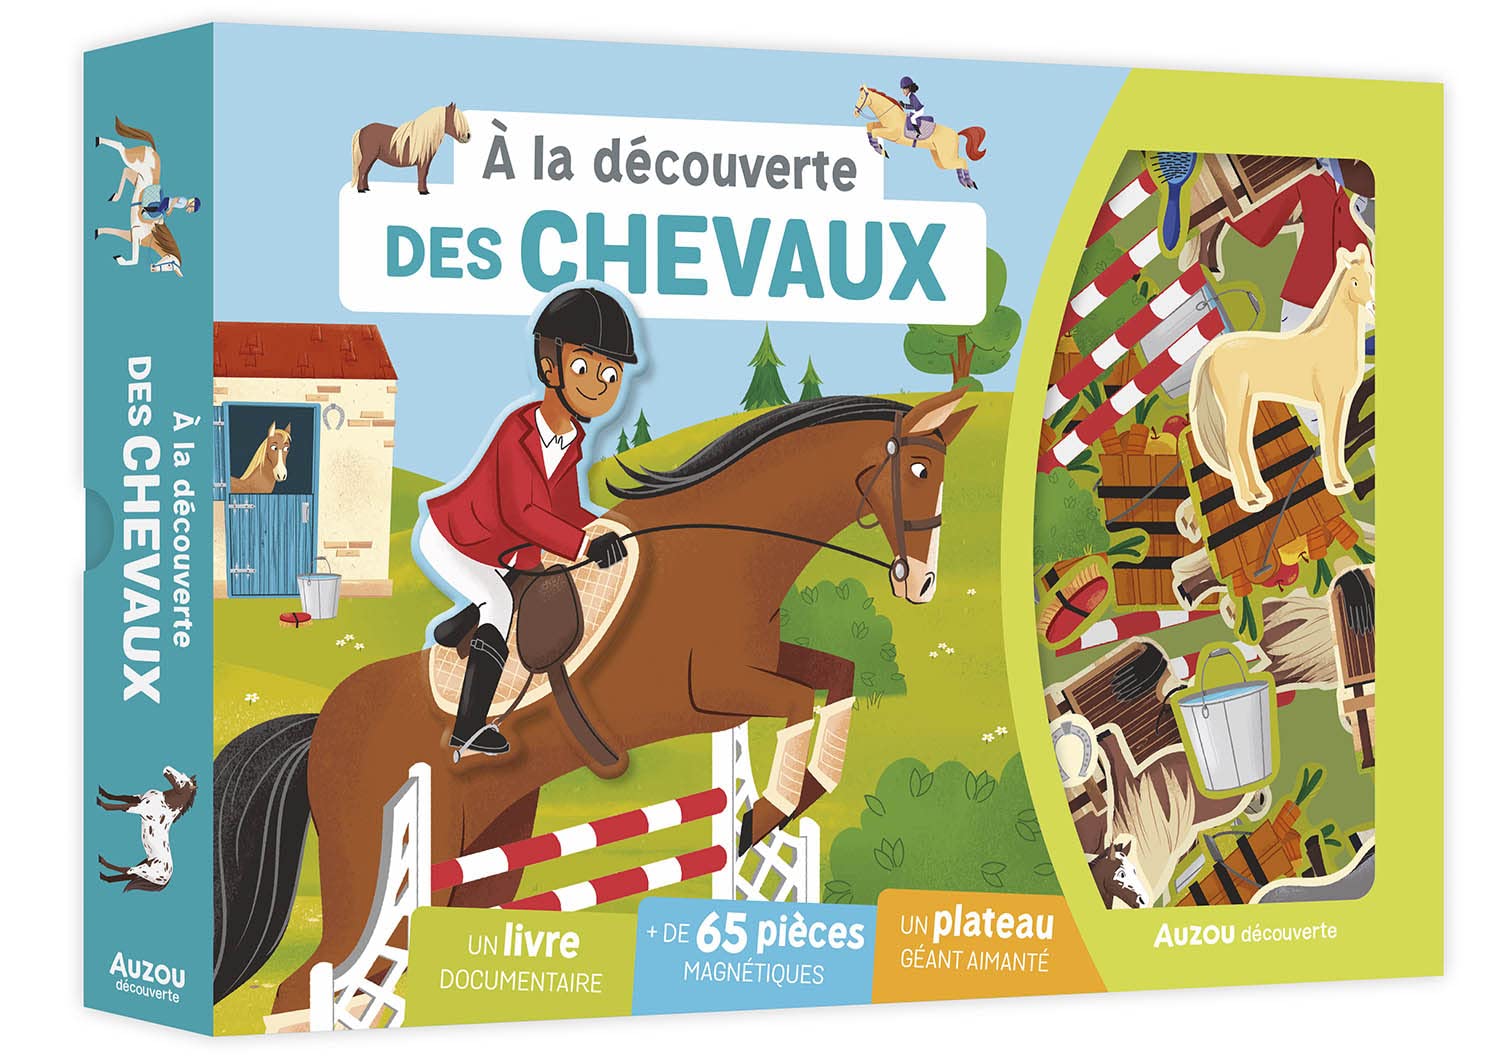 À la découverte
DES CHEVAUX
UN livre
DOCUMENTAIRE
+ DE 65 pièces
MAGNÉTIQUES
UN plateau
GÉANT AIMANTÉ
AUZOU découverte
À la découverte
DES CHEVAUX
AUZOU
découverte